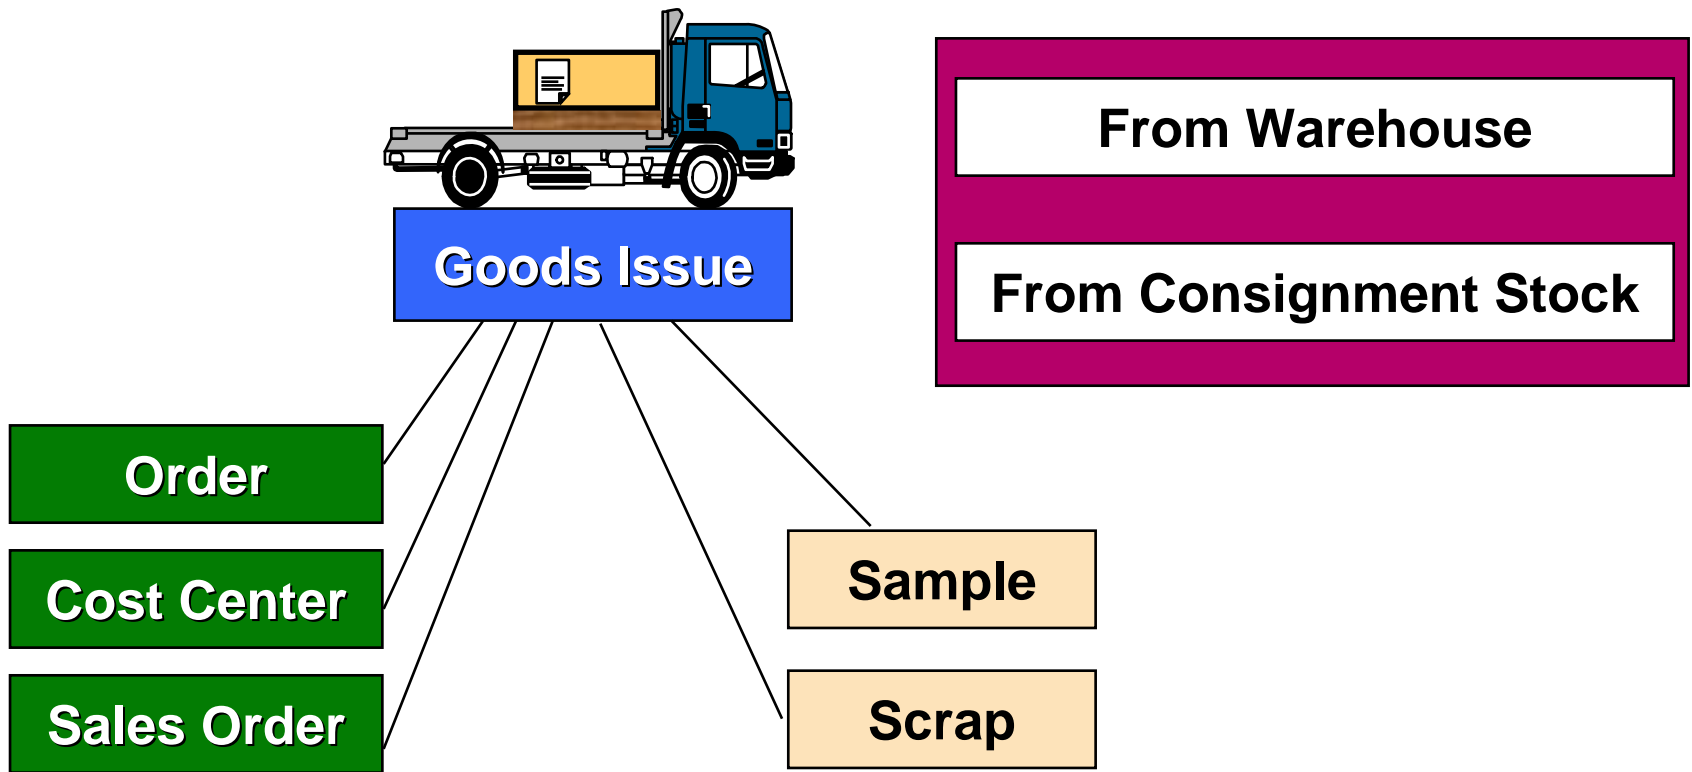 From Warehouse
Goods Issue
From Consignment Stock
Order
Cost Center
Sales Order
Sample
Scrap